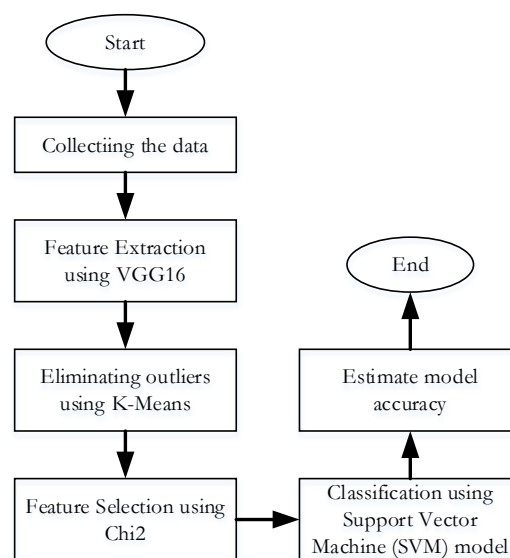 Start
Collectiing the data
Feature Extraction
using VGG16
Eliminating outliers
using K-Means
Feature Selection using
Chi2
Classification using
Support Vector
Machine (SVM) model
Estimate model
accuracy
End